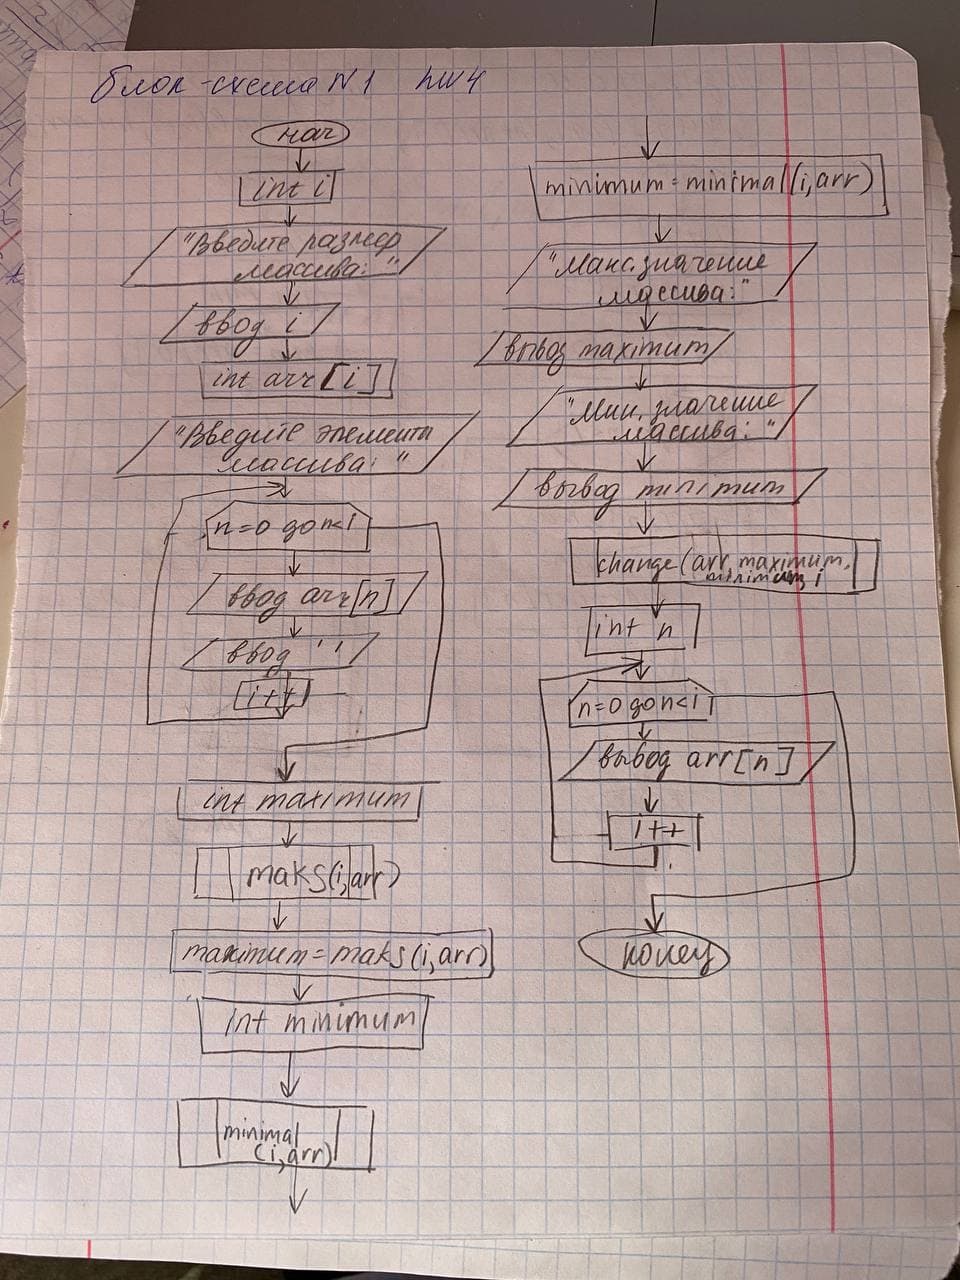 блок-схема N1 hw4
нач
int i
"Введите размер
массива: "
ввод i
int arr[i]
"Введите элементы
массива: "
n=0 до n<i
ввод arr[n]
ввод ' '
i++
int maximum
maks(i,arr)
maximum=maks(i,arr)
int minimum
minimal
(i,arr)
minimum=minimal(i,arr)
"Макс.значение
массива:"
вывод maximum
"Мин. значение
массива: "
вывод minimum
change(arr, maximum,
minimum, i
int n
n=0 до n<i
вывод arr[n]
i++
конец